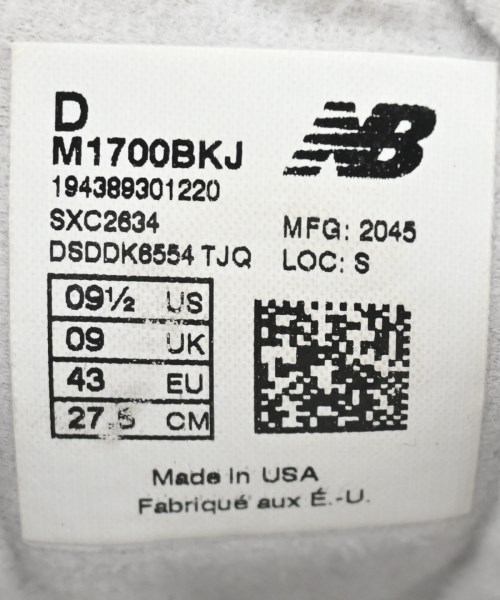 D
M1700BKJ
NB
194389301220
SXC2634
MFG: 2045
DSDDK6554 TJQ
LOC: S
09½ US
09 UK
43 EU
27.5 CM
Made in USA
Fabriqué aux É.-U.